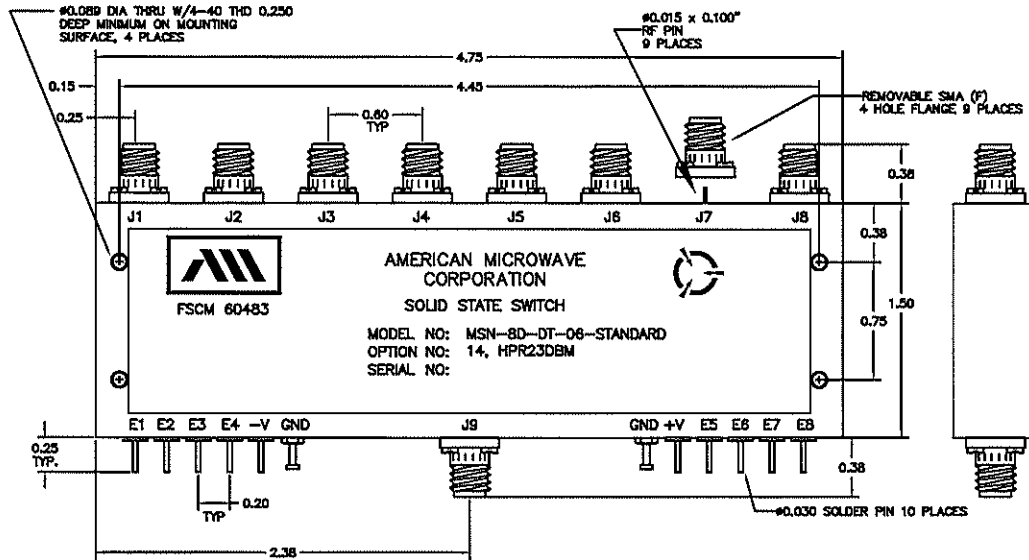 ø0.089 DIA THRU W/4-40 THD 0.250
DEEP MINIMUM ON MOUNTING
SURFACE, 4 PLACES
ø0.015 x 0.100"
RF PIN
9 PLACES
4.75
0.15
4.45
REMOVABLE SMA (F)
4 HOLE FLANGE 9 PLACES
0.25
0.60
TYP
0.38
J1 J2 J3 J4 J5 J6 J7 J8
0.38
AMERICAN MICROWAVE
CORPORATION
FSCM 60483
SOLID STATE SWITCH
1.50
0.75
MODEL NO: MSN-8D-DT-06-STANDARD
OPTION NO: 14, HPR23DBM
SERIAL NO:
E1 E2 E3 E4 -V GND J9 GND +V E5 E6 E7 E8
0.25
TYP.
0.38
0.20
TYP
ø0.030 SOLDER PIN 10 PLACES
2.38